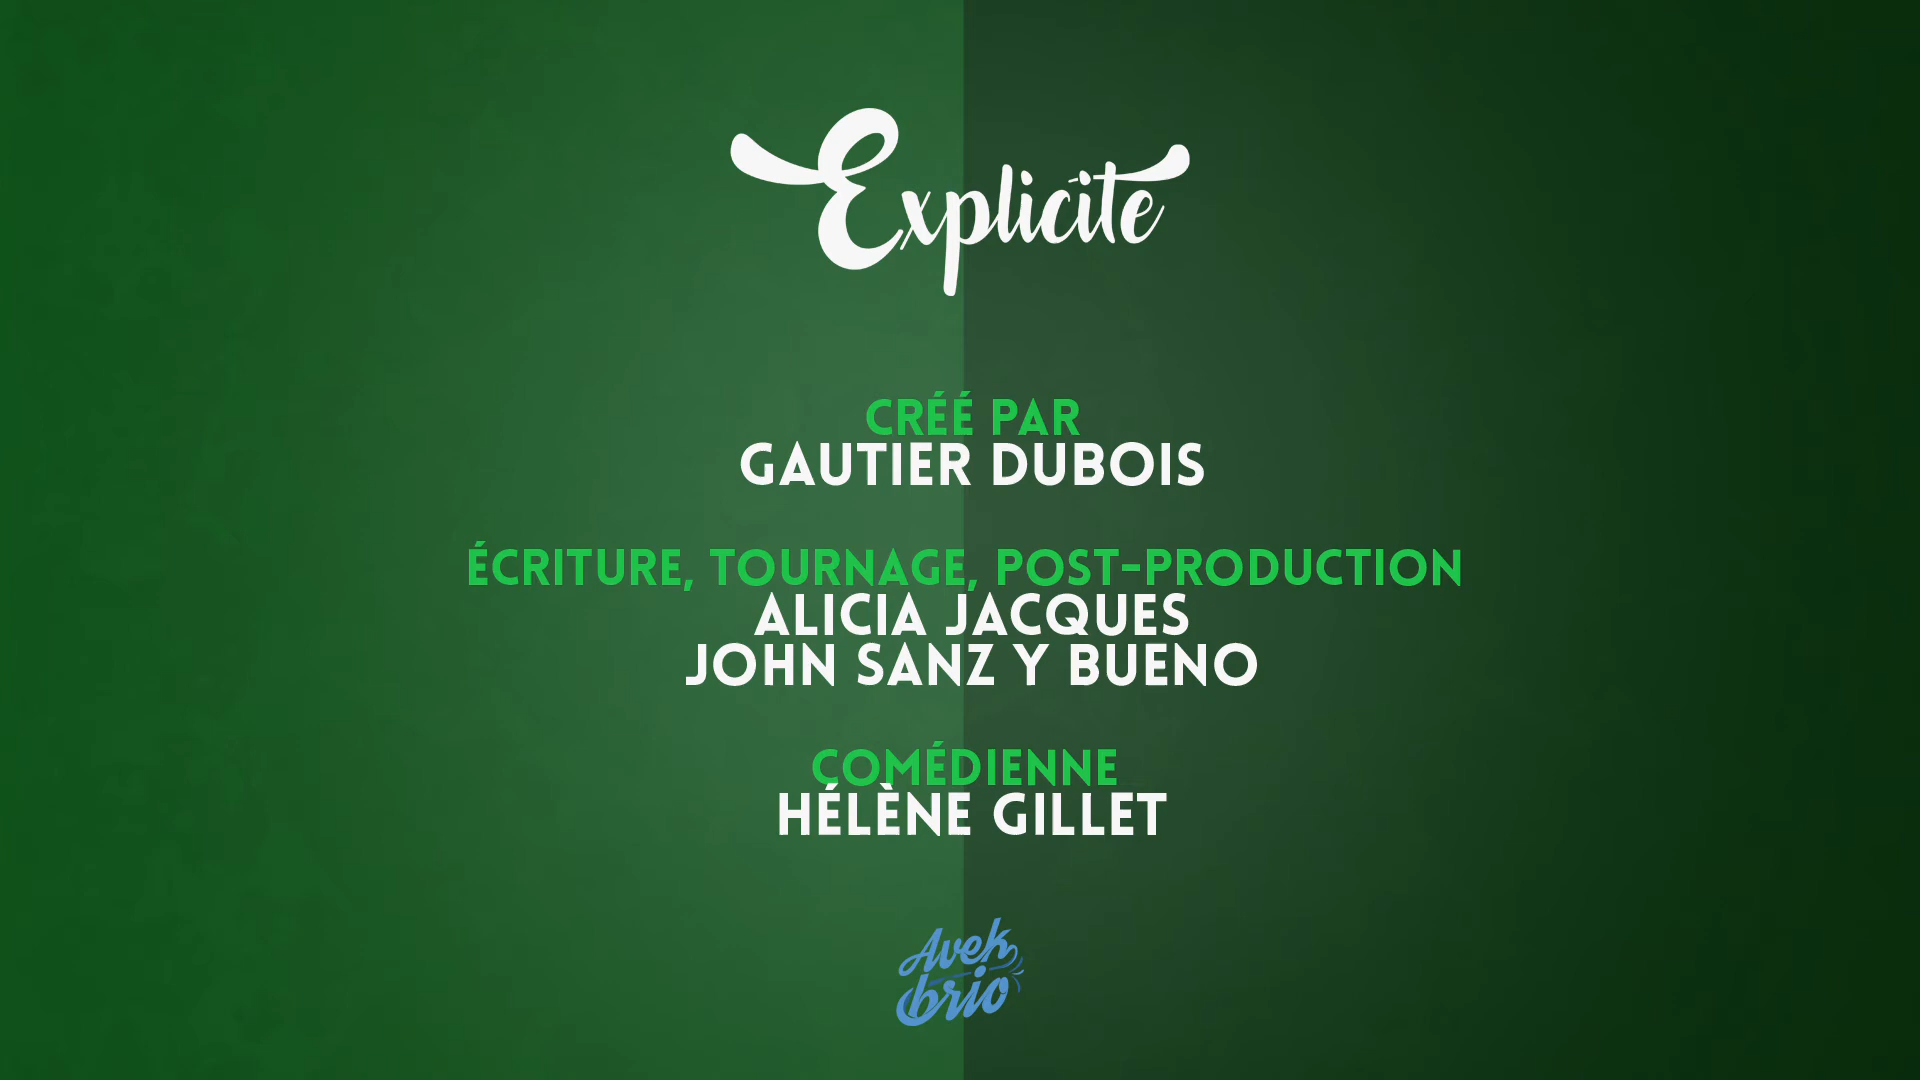 Explicite
CRÉÉ PAR
GAUTIER DUBOIS
ÉCRITURE, TOURNAGE, POST-PRODUCTION
ALICIA JACQUES
JOHN SANZ Y BUENO
COMÉDIENNE
HÉLÈNE GILLET
Avek
brio